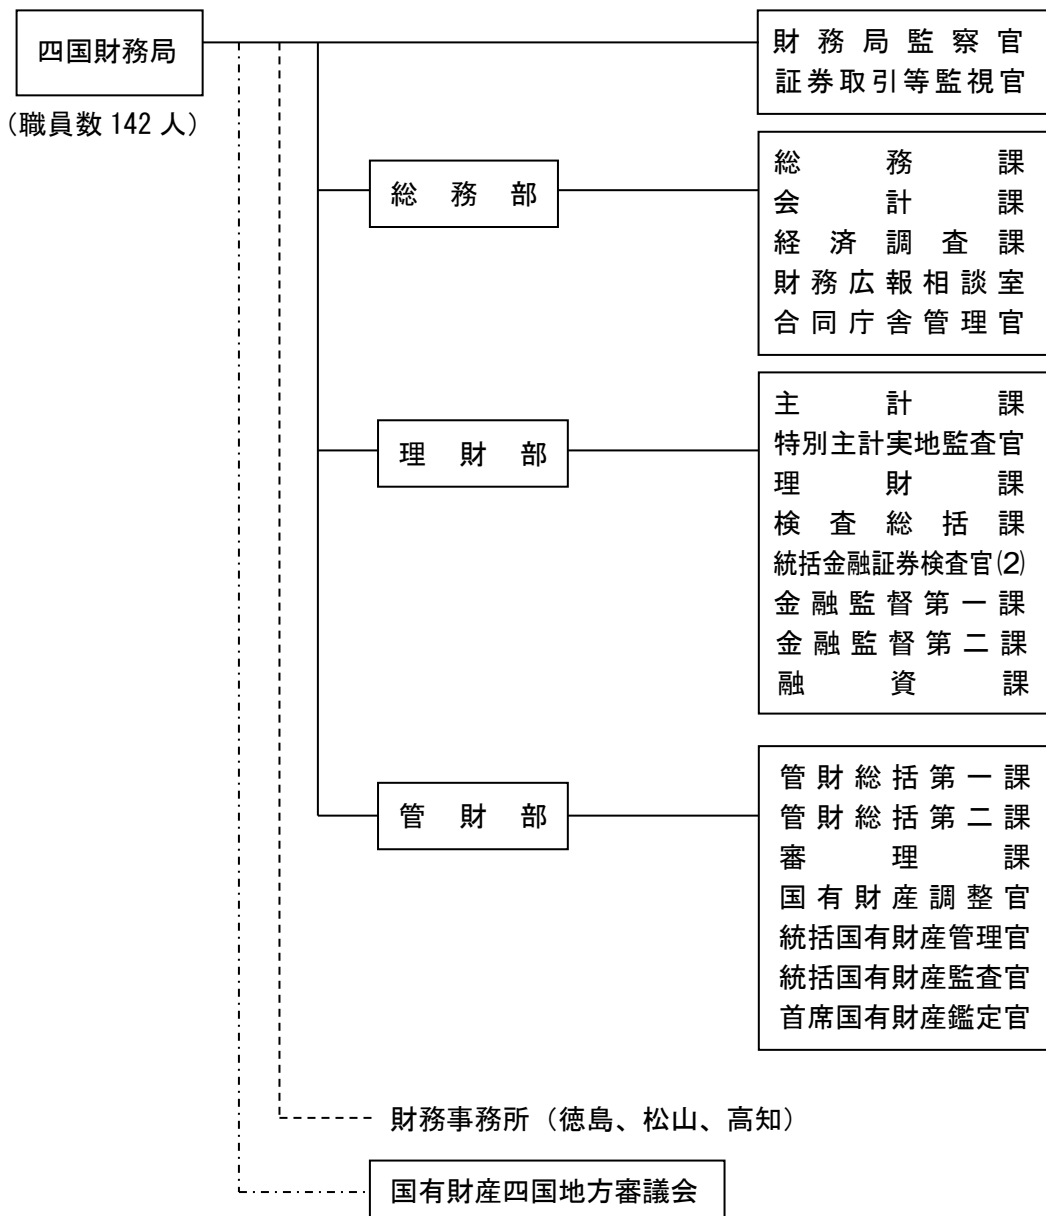 四国財務局
(職員数 142 人)
財務局監察官
証券取引等監視官
総務部
総務課
会計課
経済調査課
財務広報相談室
合同庁舎管理官
理財部
主計課
特別主計実地監査官
理財課
検査総括課
統括金融証券検査官(2)
金融監督第一課
金融監督第二課
融資課
管財部
管財総括第一課
管財総括第二課
審理課
国有財産調整官
統括国有財産管理官
統括国有財産監査官
首席国有財産鑑定官
財務事務所（徳島、松山、高知）
国有財産四国地方審議会